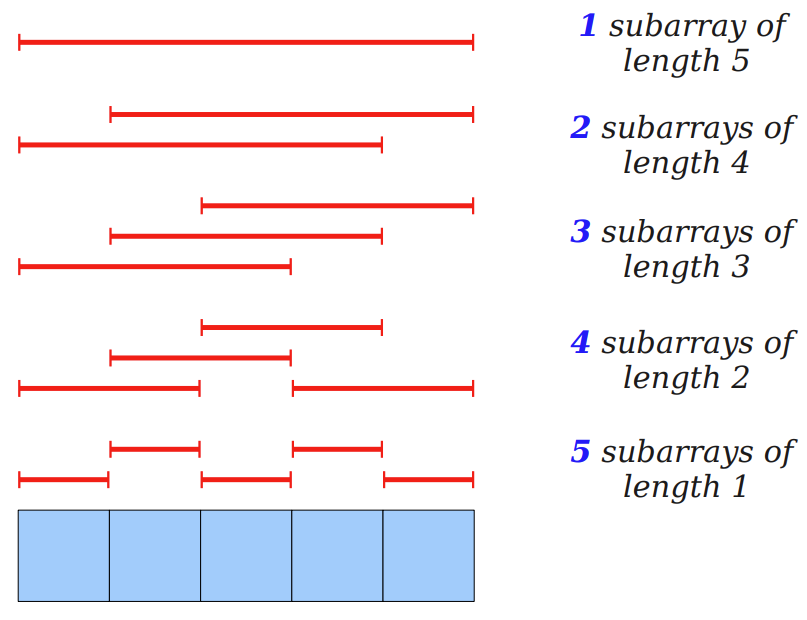 1 subarray of
length 5
2 subarrays of
length 4
3 subarrays of
length 3
4 subarrays of
length 2
5 subarrays of
length 1